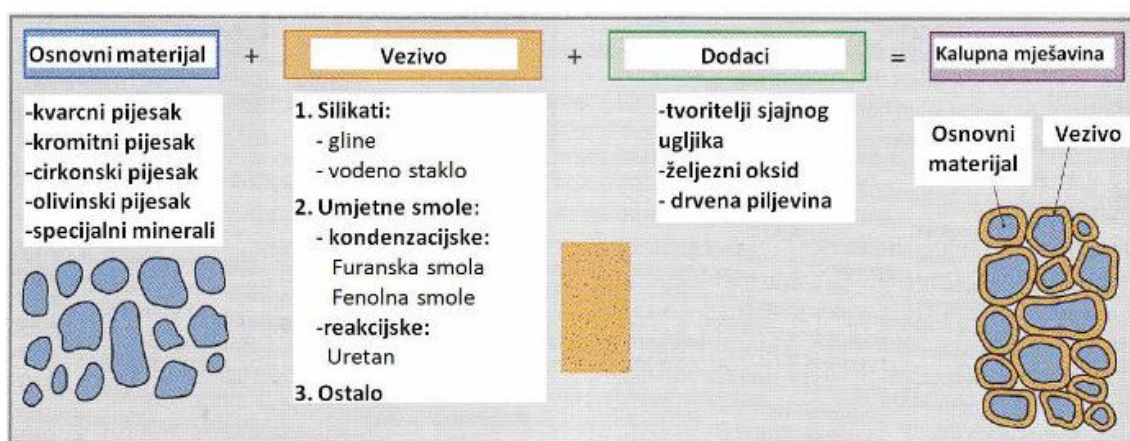 Osnovni materijal + Vezivo + Dodaci = Kalupna mješavina
-kvarcni pijesak
-kromitni pijesak
-cirkonski pijesak
-olivinski pijesak
-specijalni minerali
1. Silikati:
- gline
- vodeno staklo
2. Umjetne smole:
- kondenzacijske:
Furanska smola
Fenolna smole
-reakcijske:
Uretan
3. Ostalo
-tvoritelji sjajnog
ugljika
-željezni oksid
- drvena piljevina
Osnovni
materijal
Vezivo